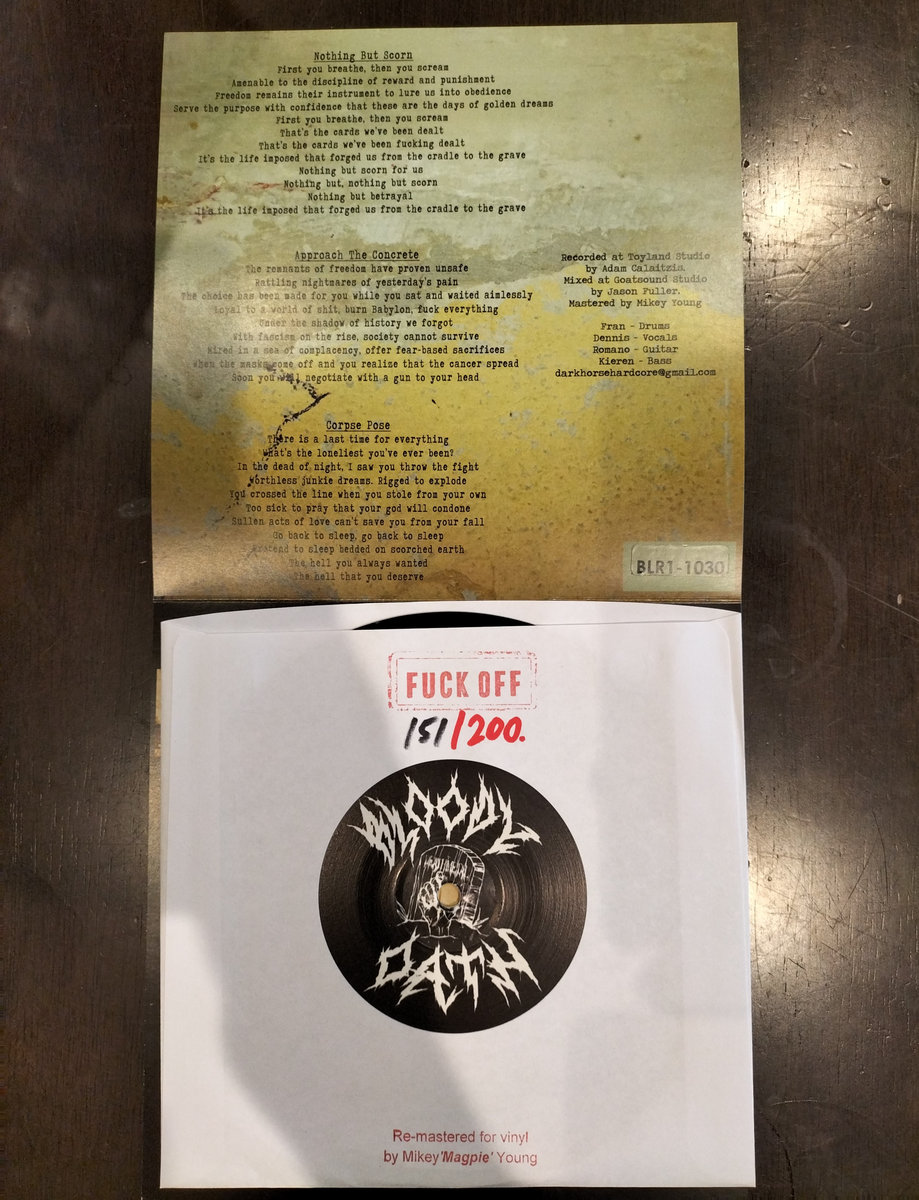 Nothing But Scorn
First you breathe, then you scream
Amenable to the discipline of reward and punishment
Freedom remains their instrument to lure us into obedience
Serve the purpose with confidence that these are the days of golden dreams
First you breathe, then you scream
That's the cards we've been dealt
That's the cards we've been fucking dealt
It's the life imposed that forged us from the cradle to the grave
Nothing but scorn for us
Nothing but, nothing but scorn
Nothing but betrayal
It's the life imposed that forged us from the cradle to the grave
Approach The Concrete
The remnants of freedom have proven unsafe
Rattling nightmares of yesterday's pain
The choice has been made for you while you sat and waited aimlessly
Loyal to a world of shit, burn Babylon, fuck everything
Under the shadow of history we forgot
With fascism on the rise, society cannot survive
Mired in a sea of complacency, offer fear-based sacrifices
When the masks come off and you realize that the cancer spread
Soon you will negotiate with a gun to your head
Corpse Pose
There is a last time for everything
What's the loneliest you've ever been?
In the dead of night, I saw you throw the fight
Worthless junkie dreams. Rigged to explode
You crossed the line when you stole from your own
Too sick to pray that your god will condone
Sullen acts of love can't save you from your fall
Go back to sleep, go back to sleep
Pretend to sleep bedded on scorched earth
The hell you always wanted
The hell that you deserve
Recorded at Toyland Studio
by Adam Calaitzis.
Mixed at Goatsound Studio
by Jason Fuller.
Mastered by Mikey Young
Fran - Drums
Dennis - Vocals
Romano - Guitar
Kieren - Bass
darkhorsehardcore@gmail.com
BLR1-1030
FUCK OFF
151/200.
BLOODY
OATH
Re-mastered for vinyl
by Mikey 'Magpie' Young